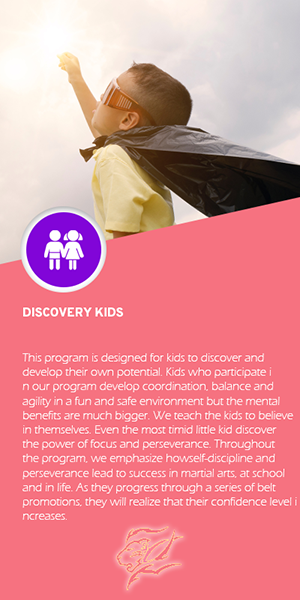 DISCOVERY KIDS
This program is designed for kids to discover and
develop their own potential. Kids who participate i
n our program develop coordination, balance and
agility in a fun and safe environment but the mental
benefits are much bigger. We teach the kids to believe
in themselves. Even the most timid little kid discover
the power of focus and perseverance. Throughout
the program, we emphasize howself-discipline and
perseverance lead to success in martial arts, at school
and in life. As they progress through a series of belt
promotions, they will realize that their confidence level i
ncreases.